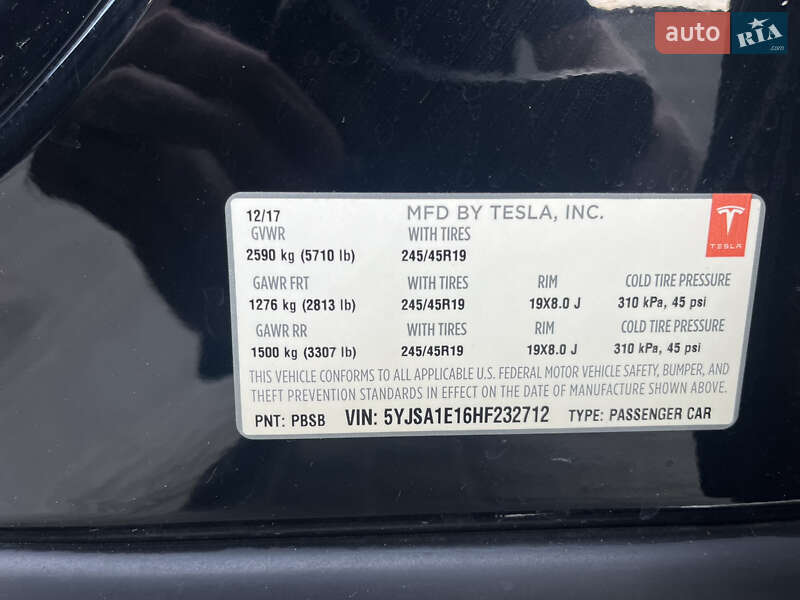 auto RIA.com
12/17 MFD BY TESLA, INC.
GVWR WITH TIRES
2590 kg (5710 lb) 245/45R19
TESLA
GAWR FRT WITH TIRES RIM COLD TIRE PRESSURE
1276 kg (2813 lb) 245/45R19 19X8.0 J 310 kPa, 45 psi
GAWR RR WITH TIRES RIM COLD TIRE PRESSURE
1500 kg (3307 lb) 245/45R19 19X8.0 J 310 kPa, 45 psi
THIS VEHICLE CONFORMS TO ALL APPLICABLE U.S. FEDERAL MOTOR VEHICLE SAFETY, BUMPER, AND
THEFT PREVENTION STANDARDS IN EFFECT ON THE DATE OF MANUFACTURE SHOWN ABOVE.
PNT: PBSB VIN: 5YJSA1E16HF232712 TYPE: PASSENGER CAR